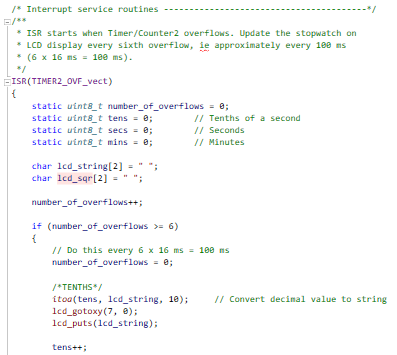 /* Interrupt service routines ----------------------------------------*/
/**
 * ISR starts when Timer/Counter2 overflows. Update the stopwatch on
 * LCD display every sixth overflow, ie approximately every 100 ms
 * (6 x 16 ms = 100 ms).
 */
ISR(TIMER2_OVF_vect)
{
    static uint8_t number_of_overflows = 0;
    static uint8_t tens = 0;        // Tenths of a second
    static uint8_t secs = 0;        // Seconds
    static uint8_t mins = 0;        // Minutes

    char lcd_string[2] = " ";
    char lcd_sqr[2] = " ";

    number_of_overflows++;

    if (number_of_overflows >= 6)
    {
        // Do this every 6 x 16 ms = 100 ms
        number_of_overflows = 0;

        /*TENTHS*/
        itoa(tens, lcd_string, 10);     // Convert decimal value to string
        lcd_gotoxy(7, 0);
        lcd_puts(lcd_string);

        tens++;